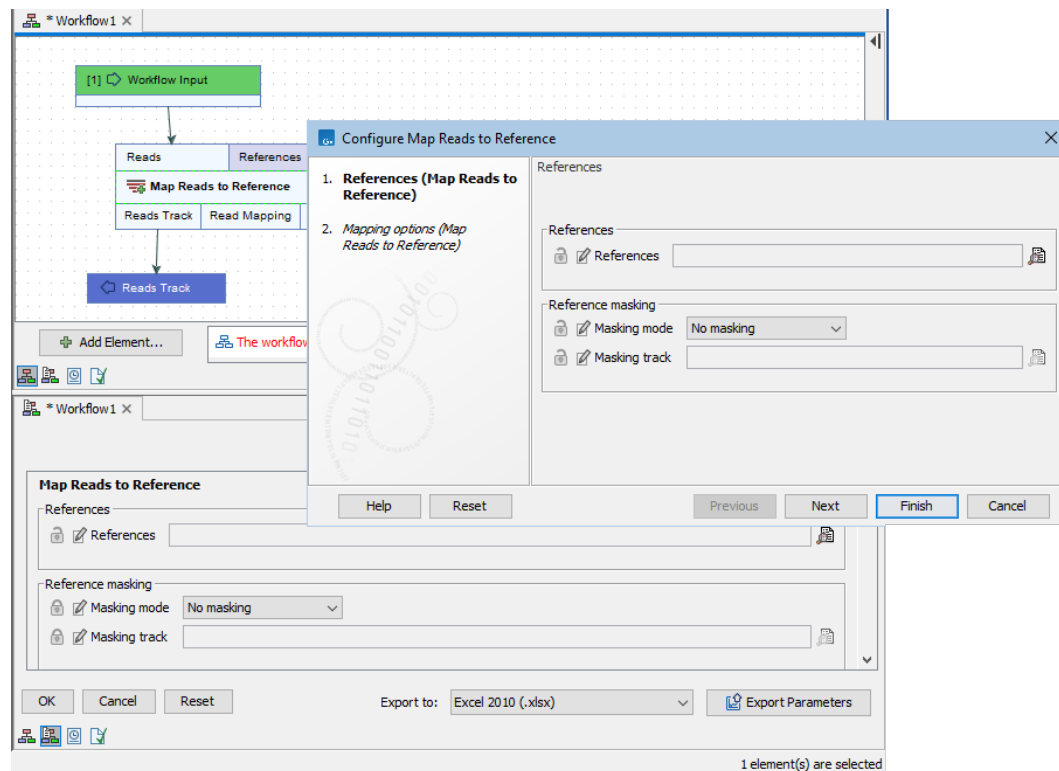 * Workflow1
[1] Workflow Input
Reads References
Map Reads to Reference
Reads Track Read Mapping
Reads Track
Add Element...
The workflow
Configure Map Reads to Reference
1. References (Map Reads to
Reference)
2. Mapping options (Map
Reads to Reference)
References
References
References
Reference masking
Masking mode No masking
Masking track
Help Reset Previous Next Finish Cancel
* Workflow1
Map Reads to Reference
References
References
Reference masking
Masking mode No masking
Masking track
OK Cancel Reset Export to: Excel 2010 (.xlsx) Export Parameters
1 element(s) are selected